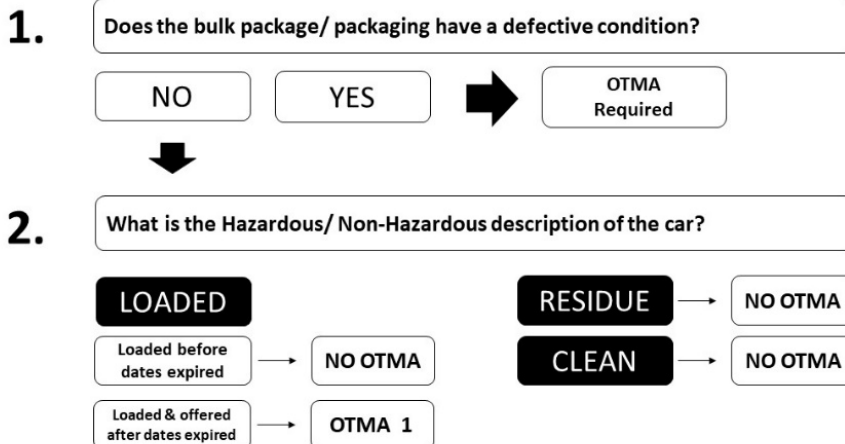 1.
Does the bulk package/ packaging have a defective condition?
NO
YES
OTMA
Required
2.
What is the Hazardous/ Non-Hazardous description of the car?
LOADED
Loaded before
dates expired
NO OTMA
Loaded & offered
after dates expired
OTMA 1
RESIDUE
NO OTMA
CLEAN
NO OTMA